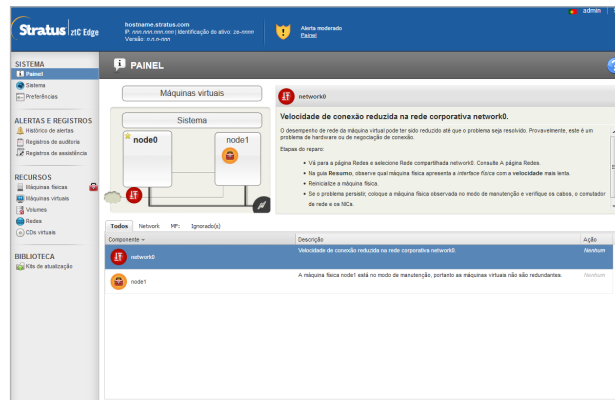 admin
Stratus ztC Edge
hostname.stratus.com
IP: nnn.nnn.nnn.nnn | Identificação do ativo: ze-nnnnn
Versão: n.n.n-nnn
Alerta moderado
Painel
SISTEMA
Painel
Sistema
Preferências
ALERTAS E REGISTROS
Histórico de alertas
Registros de auditoria
Registros de assistência
RECURSOS
Máquinas físicas
Máquinas virtuais
Volumes
Redes
CDs virtuais
BIBLIOTECA
Kits de atualização
PAINEL
Máquinas virtuais
Sistema
node0
node1
network0
Velocidade de conexão reduzida na rede corporativa network0.
O desempenho de rede da máquina virtual pode ter sido reduzido até que o problema seja resolvido. Provavelmente, este é um
problema de hardware ou de negociação de conexão.
Etapas do reparo:
• Vá para a página Redes e selecione Rede compartilhada network0. Consulte A página Redes.
• Na guia Resumo, observe qual máquina física apresenta a interface física com a velocidade mais lenta.
• Reinicialize a máquina física.
• Se o problema persistir, coloque a máquina física observada no modo de manutenção e verifique os cabos, o comutador
de rede e os NICs.
Todos Network MF: Ignorado(s)
Componente Descrição Ação
network0 Velocidade de conexão reduzida na rede corporativa network0. Nenhum
node1 A máquina física node1 está no modo de manutenção, portanto as máquinas virtuais não são redundantes. Nenhum